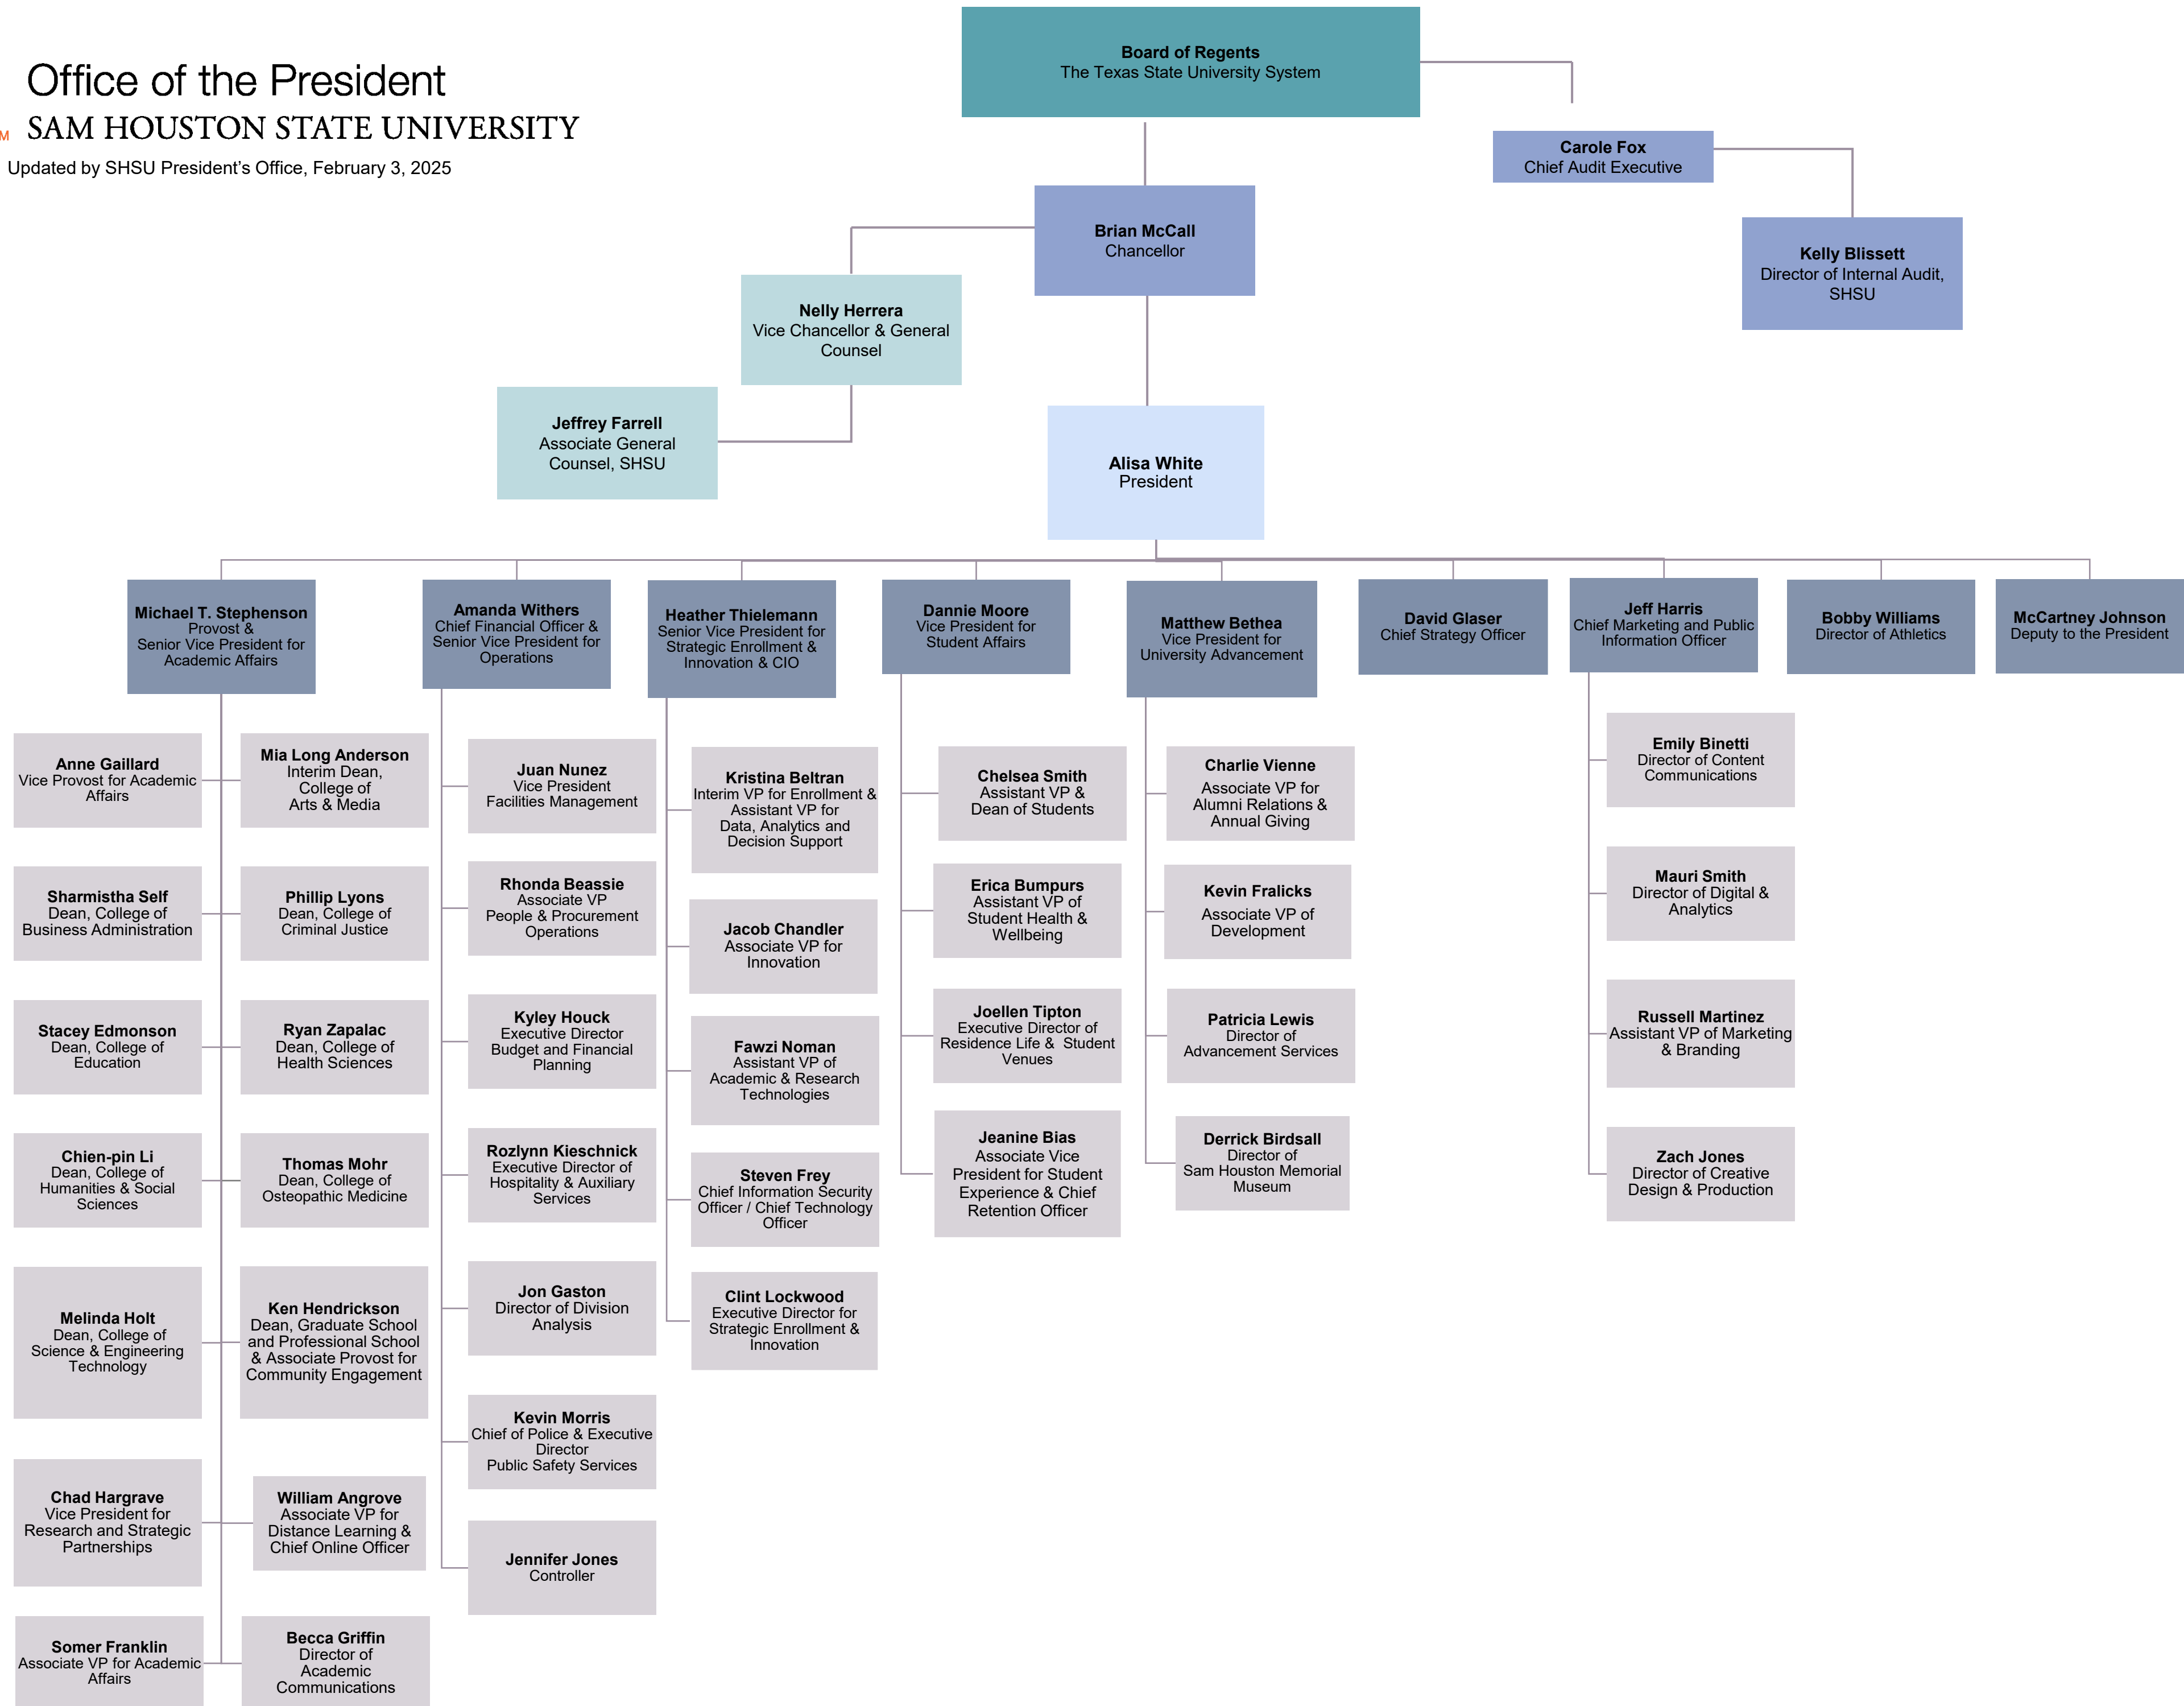 Office of the President
SAM HOUSTON STATE UNIVERSITY
M
Updated by SHSU President’s Office, February 3, 2025
Board of Regents
The Texas State University System
Carole Fox
Chief Audit Executive
Kelly Blissett
Director of Internal Audit,
SHSU
Brian McCall
Chancellor
Nelly Herrera
Vice Chancellor & General
Counsel
Jeffrey Farrell
Associate General
Counsel, SHSU
Alisa White
President
Michael T. Stephenson
Provost &
Senior Vice President for
Academic Affairs
Amanda Withers
Chief Financial Officer &
Senior Vice President for
Operations
Heather Thielemann
Senior Vice President for
Strategic Enrollment &
Innovation & CIO
Dannie Moore
Vice President for
Student Affairs
Matthew Bethea
Vice President for
University Advancement
David Glaser
Chief Strategy Officer
Jeff Harris
Chief Marketing and Public
Information Officer
Bobby Williams
Director of Athletics
McCartney Johnson
Deputy to the President
Anne Gaillard
Vice Provost for Academic
Affairs
Mia Long Anderson
Interim Dean,
College of
Arts & Media
Sharmistha Self
Dean, College of
Business Administration
Phillip Lyons
Dean, College of
Criminal Justice
Stacey Edmonson
Dean, College of
Education
Ryan Zapalac
Dean, College of
Health Sciences
Chien-pin Li
Dean, College of
Humanities & Social
Sciences
Thomas Mohr
Dean, College of
Osteopathic Medicine
Melinda Holt
Dean, College of
Science & Engineering
Technology
Ken Hendrickson
Dean, Graduate School
and Professional School
& Associate Provost for
Community Engagement
Chad Hargrave
Vice President for
Research and Strategic
Partnerships
William Angrove
Associate VP for
Distance Learning &
Chief Online Officer
Somer Franklin
Associate VP for Academic
Affairs
Becca Griffin
Director of
Academic
Communications
Juan Nunez
Vice President
Facilities Management
Rhonda Beassie
Associate VP
People & Procurement
Operations
Kyley Houck
Executive Director
Budget and Financial
Planning
Rozlynn Kieschnick
Executive Director of
Hospitality & Auxiliary
Services
Jon Gaston
Director of Division
Analysis
Kevin Morris
Chief of Police & Executive
Director
Public Safety Services
Jennifer Jones
Controller
Kristina Beltran
Interim VP for Enrollment &
Assistant VP for
Data, Analytics and
Decision Support
Jacob Chandler
Associate VP for
Innovation
Fawzi Noman
Assistant VP of
Academic & Research
Technologies
Steven Frey
Chief Information Security
Officer / Chief Technology
Officer
Clint Lockwood
Executive Director for
Strategic Enrollment &
Innovation
Chelsea Smith
Assistant VP &
Dean of Students
Erica Bumpurs
Assistant VP of
Student Health &
Wellbeing
Joellen Tipton
Executive Director of
Residence Life & Student
Venues
Jeanine Bias
Associate Vice
President for Student
Experience & Chief
Retention Officer
Charlie Vienne
Associate VP for
Alumni Relations &
Annual Giving
Kevin Fralicks
Associate VP of
Development
Patricia Lewis
Director of
Advancement Services
Derrick Birdsall
Director of
Sam Houston Memorial
Museum
Emily Binetti
Director of Content
Communications
Mauri Smith
Director of Digital &
Analytics
Russell Martinez
Assistant VP of Marketing
& Branding
Zach Jones
Director of Creative
Design & Production